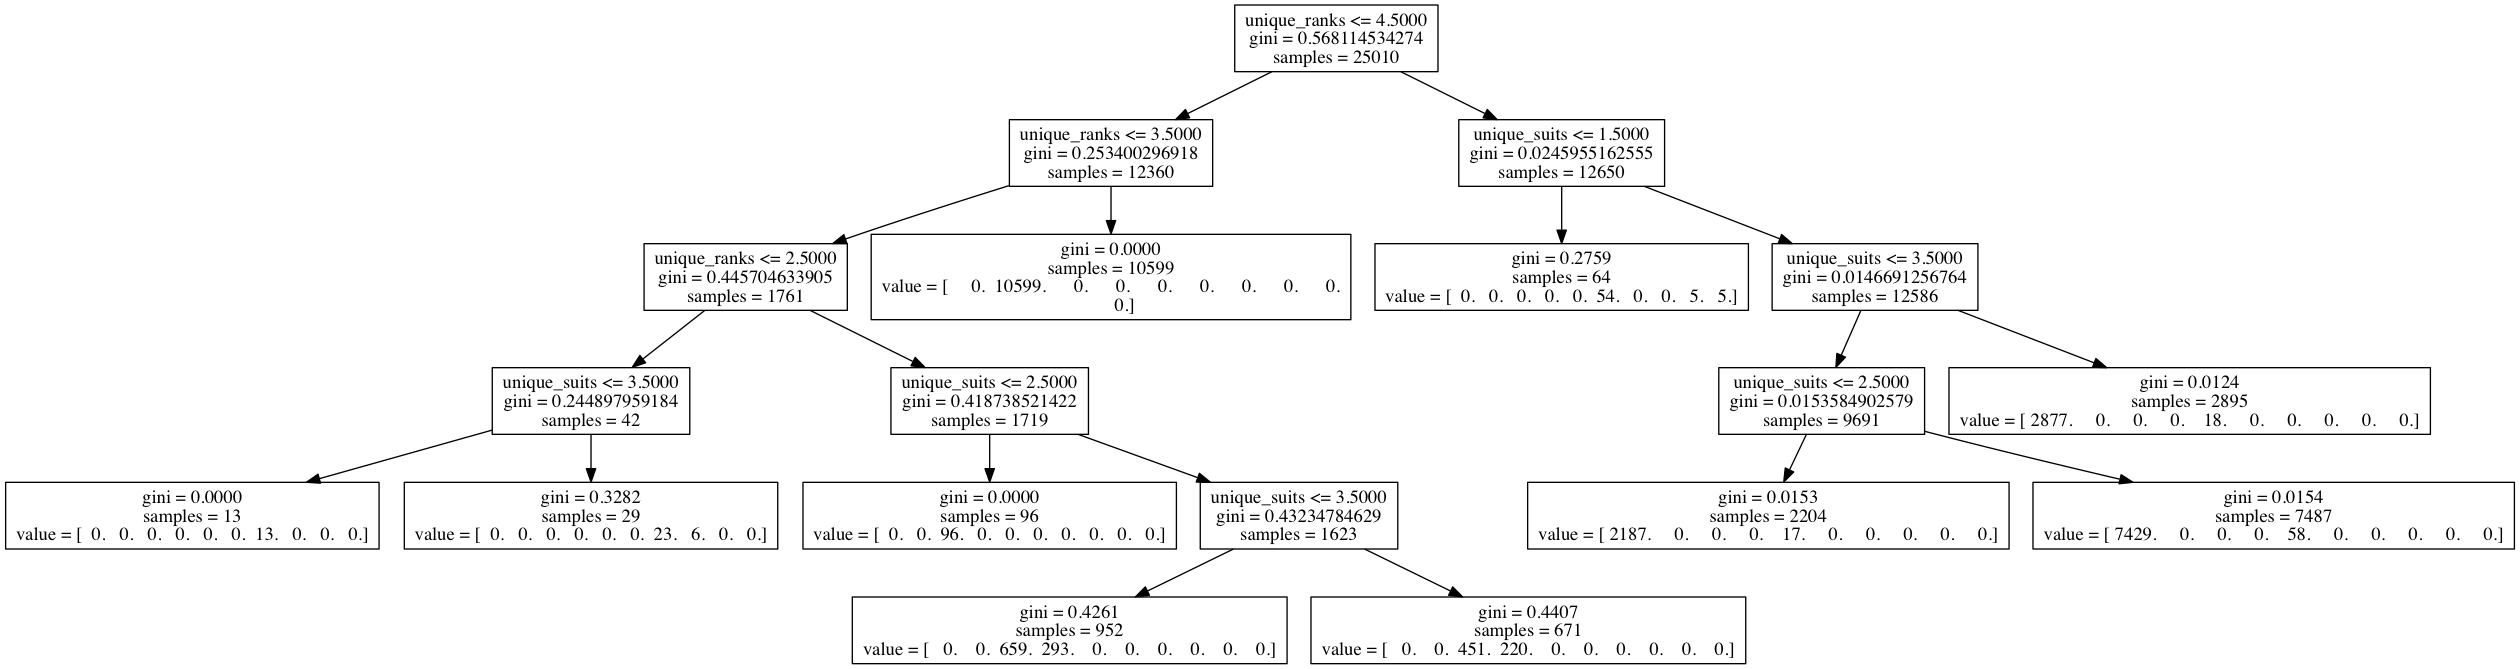 unique_ranks <= 4.5000
gini = 0.568114534274
samples = 25010
unique_ranks <= 3.5000
gini = 0.253400296918
samples = 12360
unique_suits <= 1.5000
gini = 0.0245955162555
samples = 12650
unique_ranks <= 2.5000
gini = 0.445704633905
samples = 1761
gini = 0.0000
samples = 10599
value = [ 0. 10599. 0. 0. 0. 0. 0. 0. 0.
0.]
gini = 0.2759
samples = 64
value = [ 0. 0. 0. 0. 0. 54. 0. 0. 5. 5.]
unique_suits <= 3.5000
gini = 0.0146691256764
samples = 12586
unique_suits <= 3.5000
gini = 0.244897959184
samples = 42
unique_suits <= 2.5000
gini = 0.418738521422
samples = 1719
unique_suits <= 2.5000
gini = 0.0153584902579
samples = 9691
gini = 0.0124
samples = 2895
value = [ 2877. 0. 0. 0. 18. 0. 0. 0. 0. 0.]
gini = 0.0000
samples = 13
value = [ 0. 0. 0. 0. 0. 0. 13. 0. 0. 0.]
gini = 0.3282
samples = 29
value = [ 0. 0. 0. 0. 0. 0. 23. 6. 0. 0.]
gini = 0.0000
samples = 96
value = [ 0. 0. 96. 0. 0. 0. 0. 0. 0. 0.]
unique_suits <= 3.5000
gini = 0.43234784629
samples = 1623
gini = 0.0153
samples = 2204
value = [ 2187. 0. 0. 0. 17. 0. 0. 0. 0. 0.]
gini = 0.0154
samples = 7487
value = [ 7429. 0. 0. 0. 58. 0. 0. 0. 0. 0.]
gini = 0.4261
samples = 952
value = [ 0. 0. 659. 293. 0. 0. 0. 0. 0. 0.]
gini = 0.4407
samples = 671
value = [ 0. 0. 451. 220. 0. 0. 0. 0. 0. 0.]